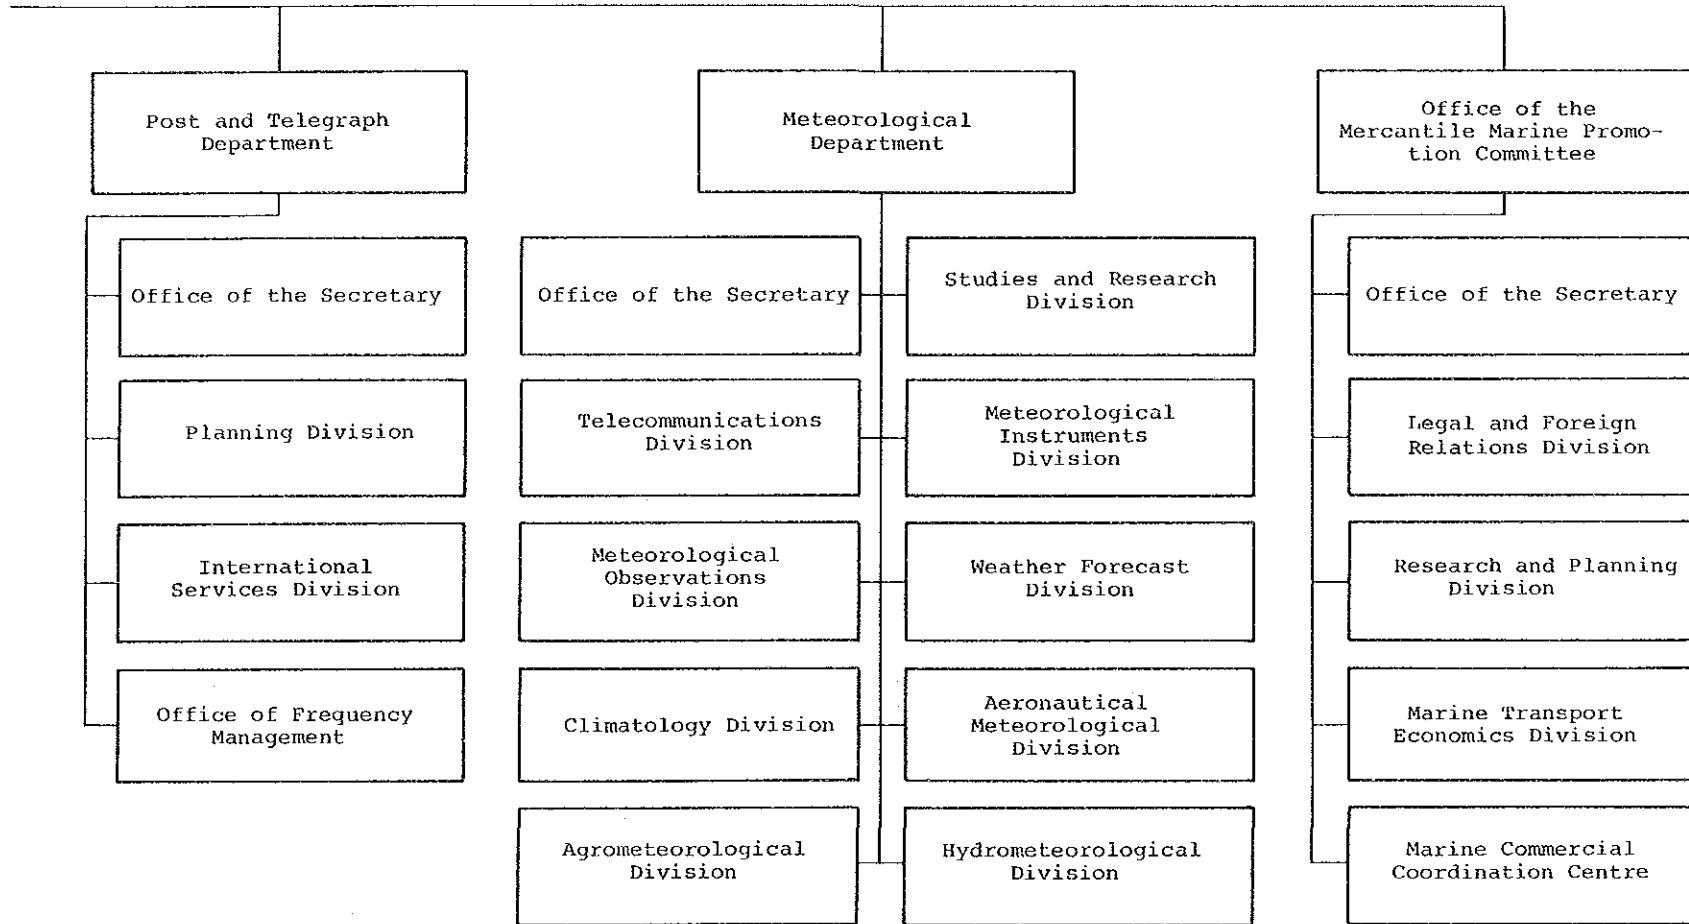 Post and Telegraph
Department
Meteorological
Department
Office of the
Mercantile Marine Promo-
tion Committee
Office of the Secretary
Planning Division
International
Services Division
Office of Frequency
Management
Office of the Secretary
Studies and Research
Division
Telecommunications
Division
Meteorological
Instruments
Division
Meteorological
Observations
Division
Weather Forecast
Division
Climatology Division
Aeronautical
Meteorological
Division
Agrometeorological
Division
Hydrometeorological
Division
Office of the Secretary
Legal and Foreign
Relations Division
Research and Planning
Division
Marine Transport
Economics Division
Marine Commercial
Coordination Centre